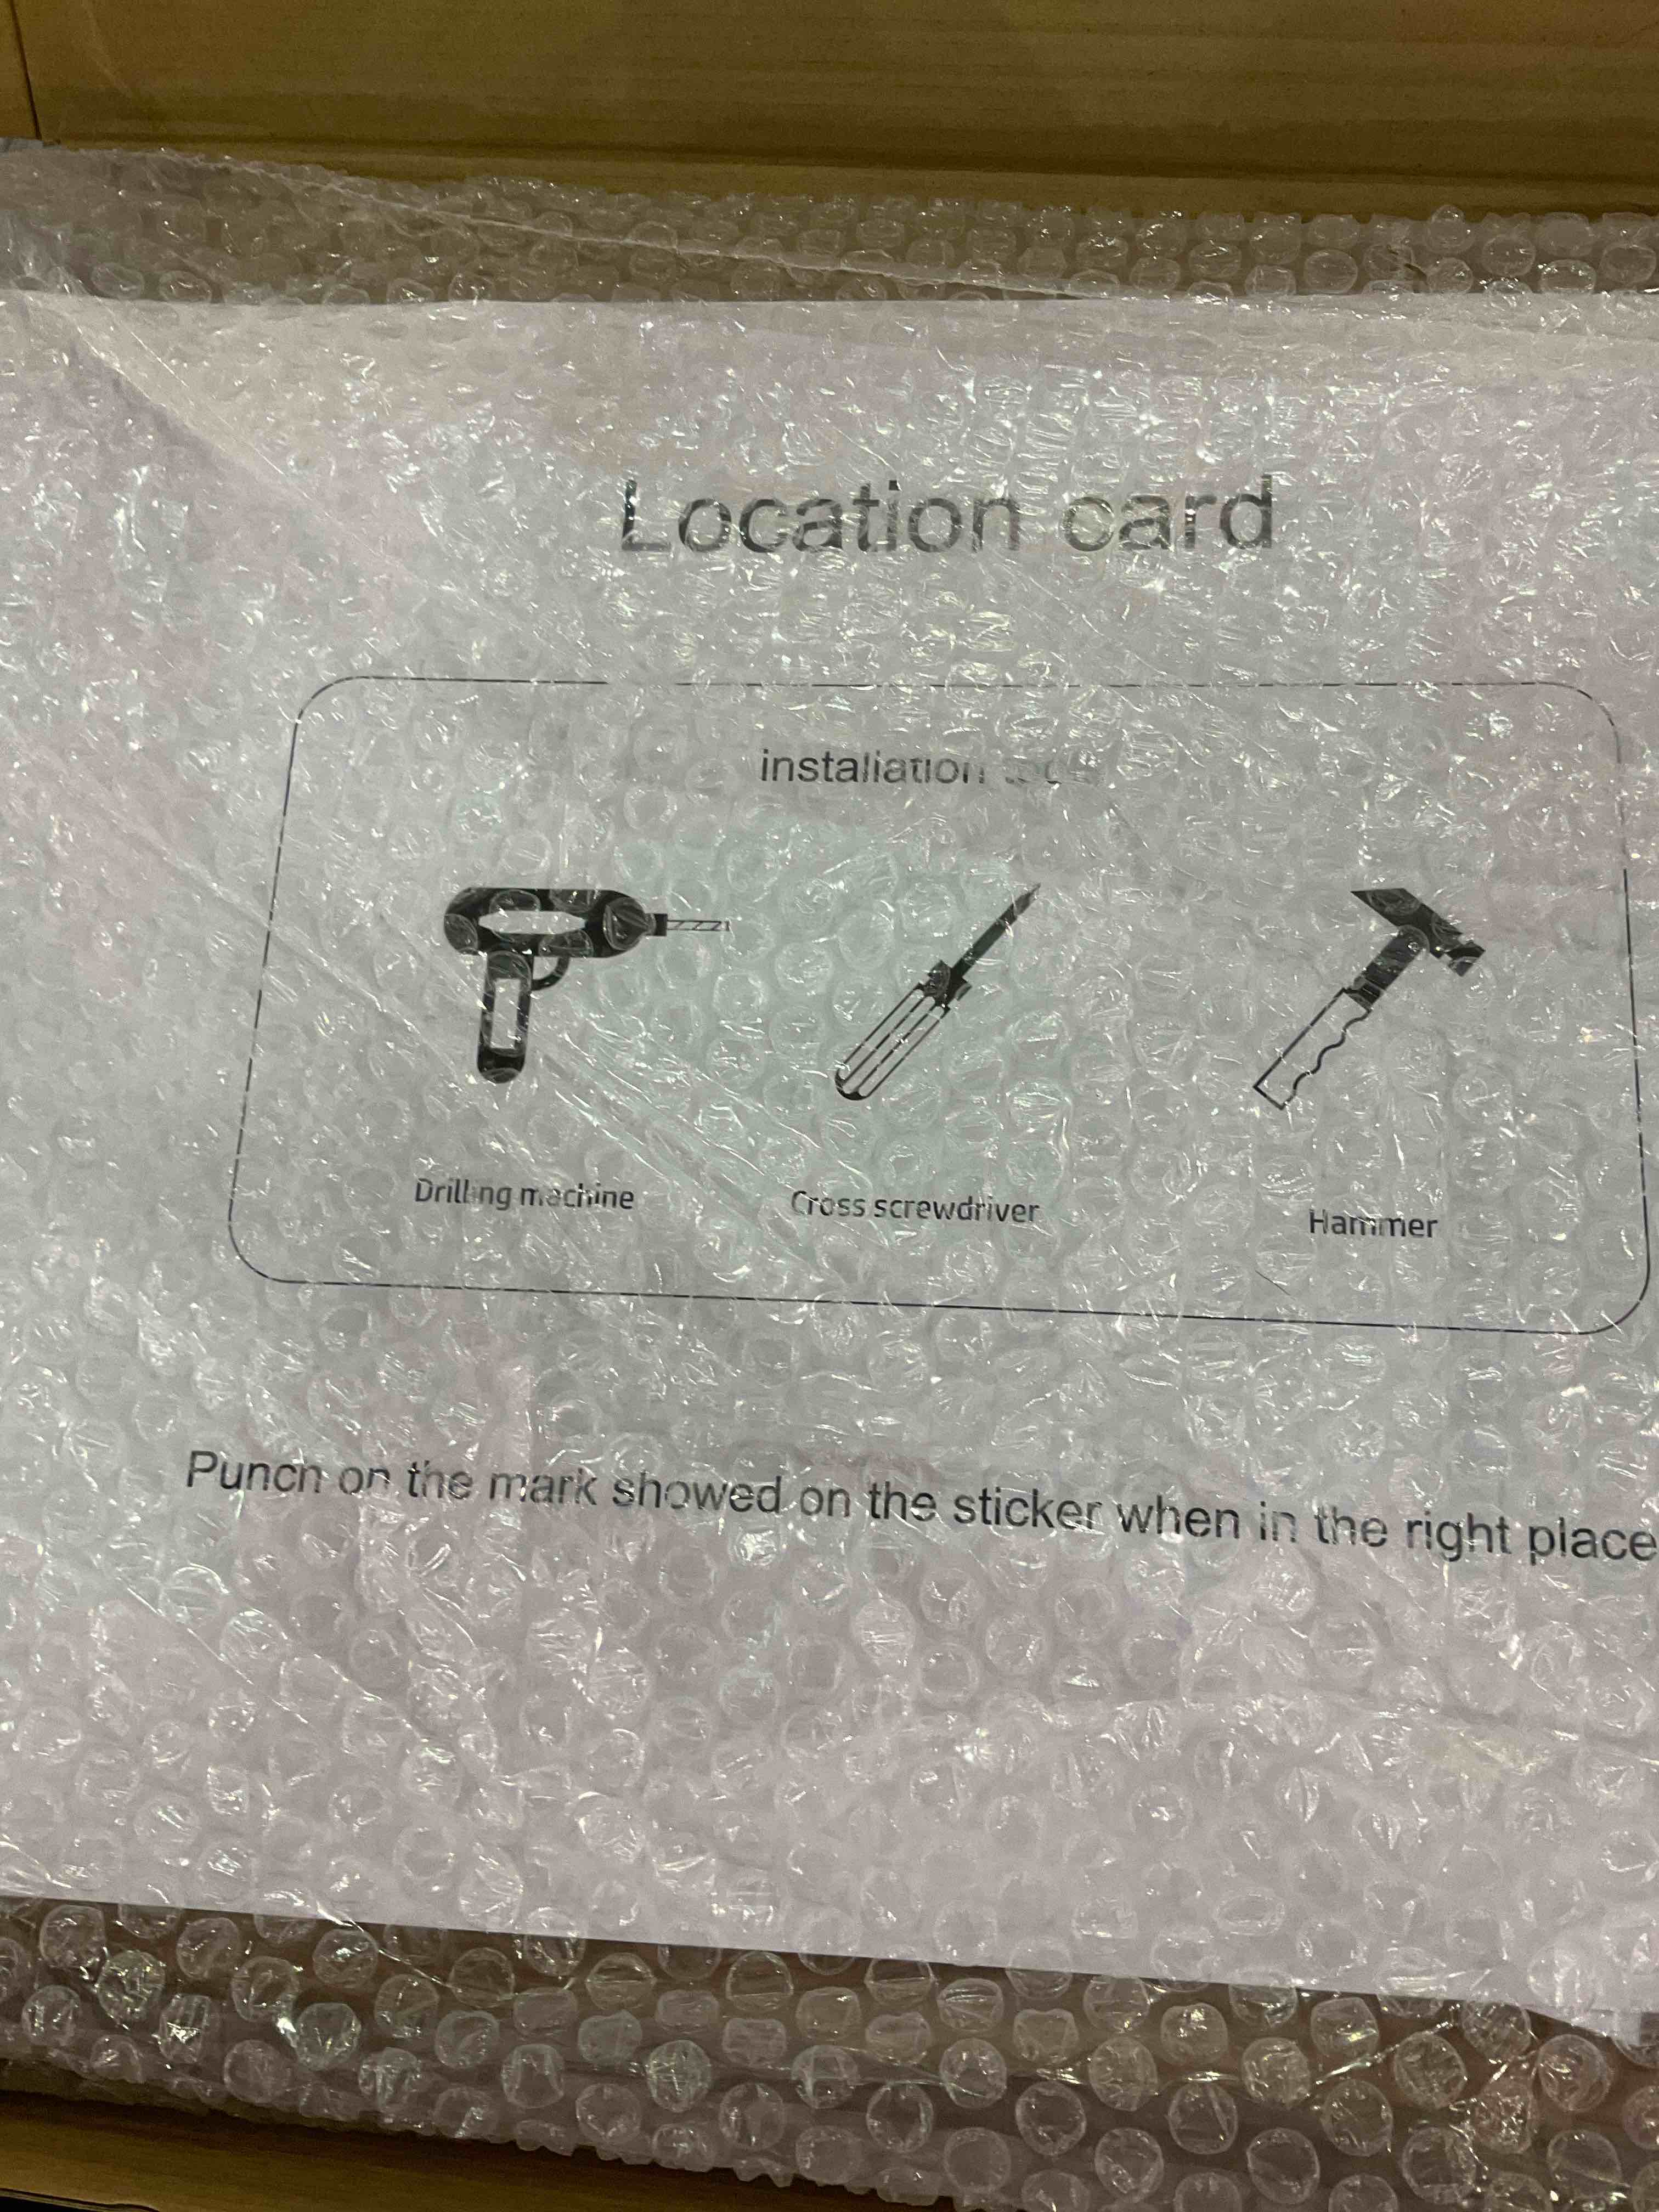 Location card
installation
Drilling machine
Cross screwdriver
Hammer
Punch on the mark showed on the sticker when in the right place